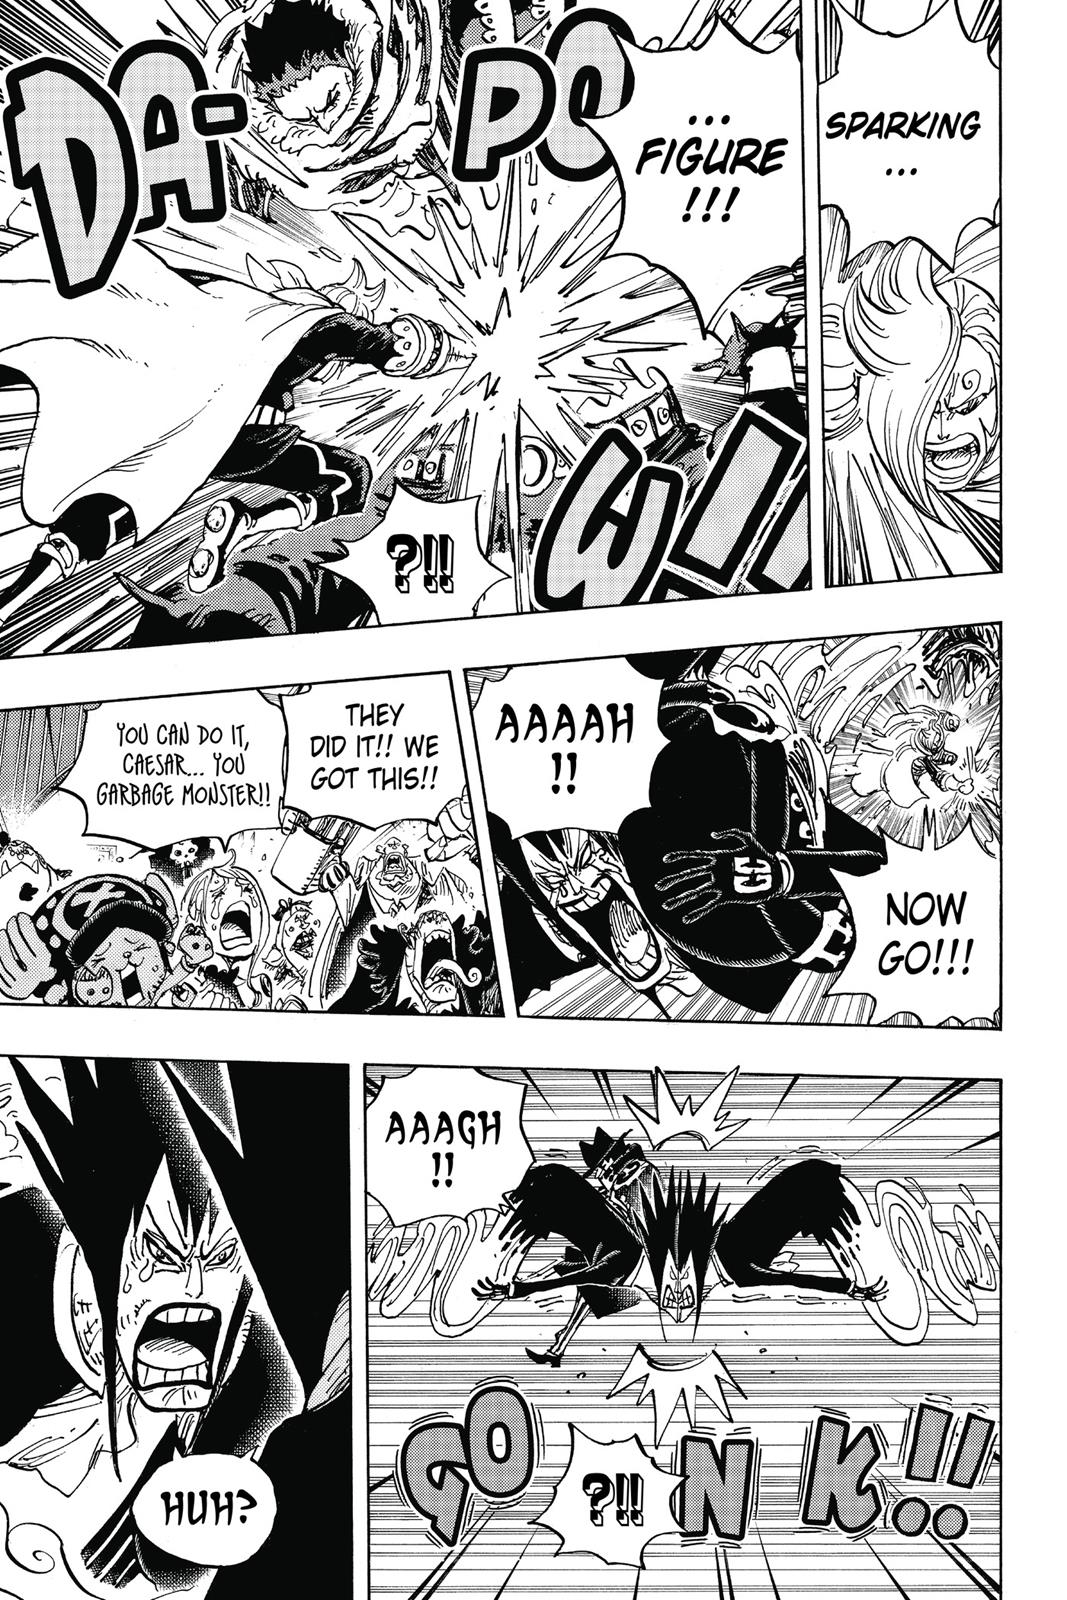 SPARKING
...
...
FIGURE
!!!
DA-
PO
W!!
?!!
NOW
GO!!!
AAAAH
!!
THEY
DID IT!! WE
GOT THIS!!
YOU CAN DO IT,
CAESAR... YOU
GARBAGE MONSTER!!
AAAGH
!!
GONK!!
?!!
HUH?